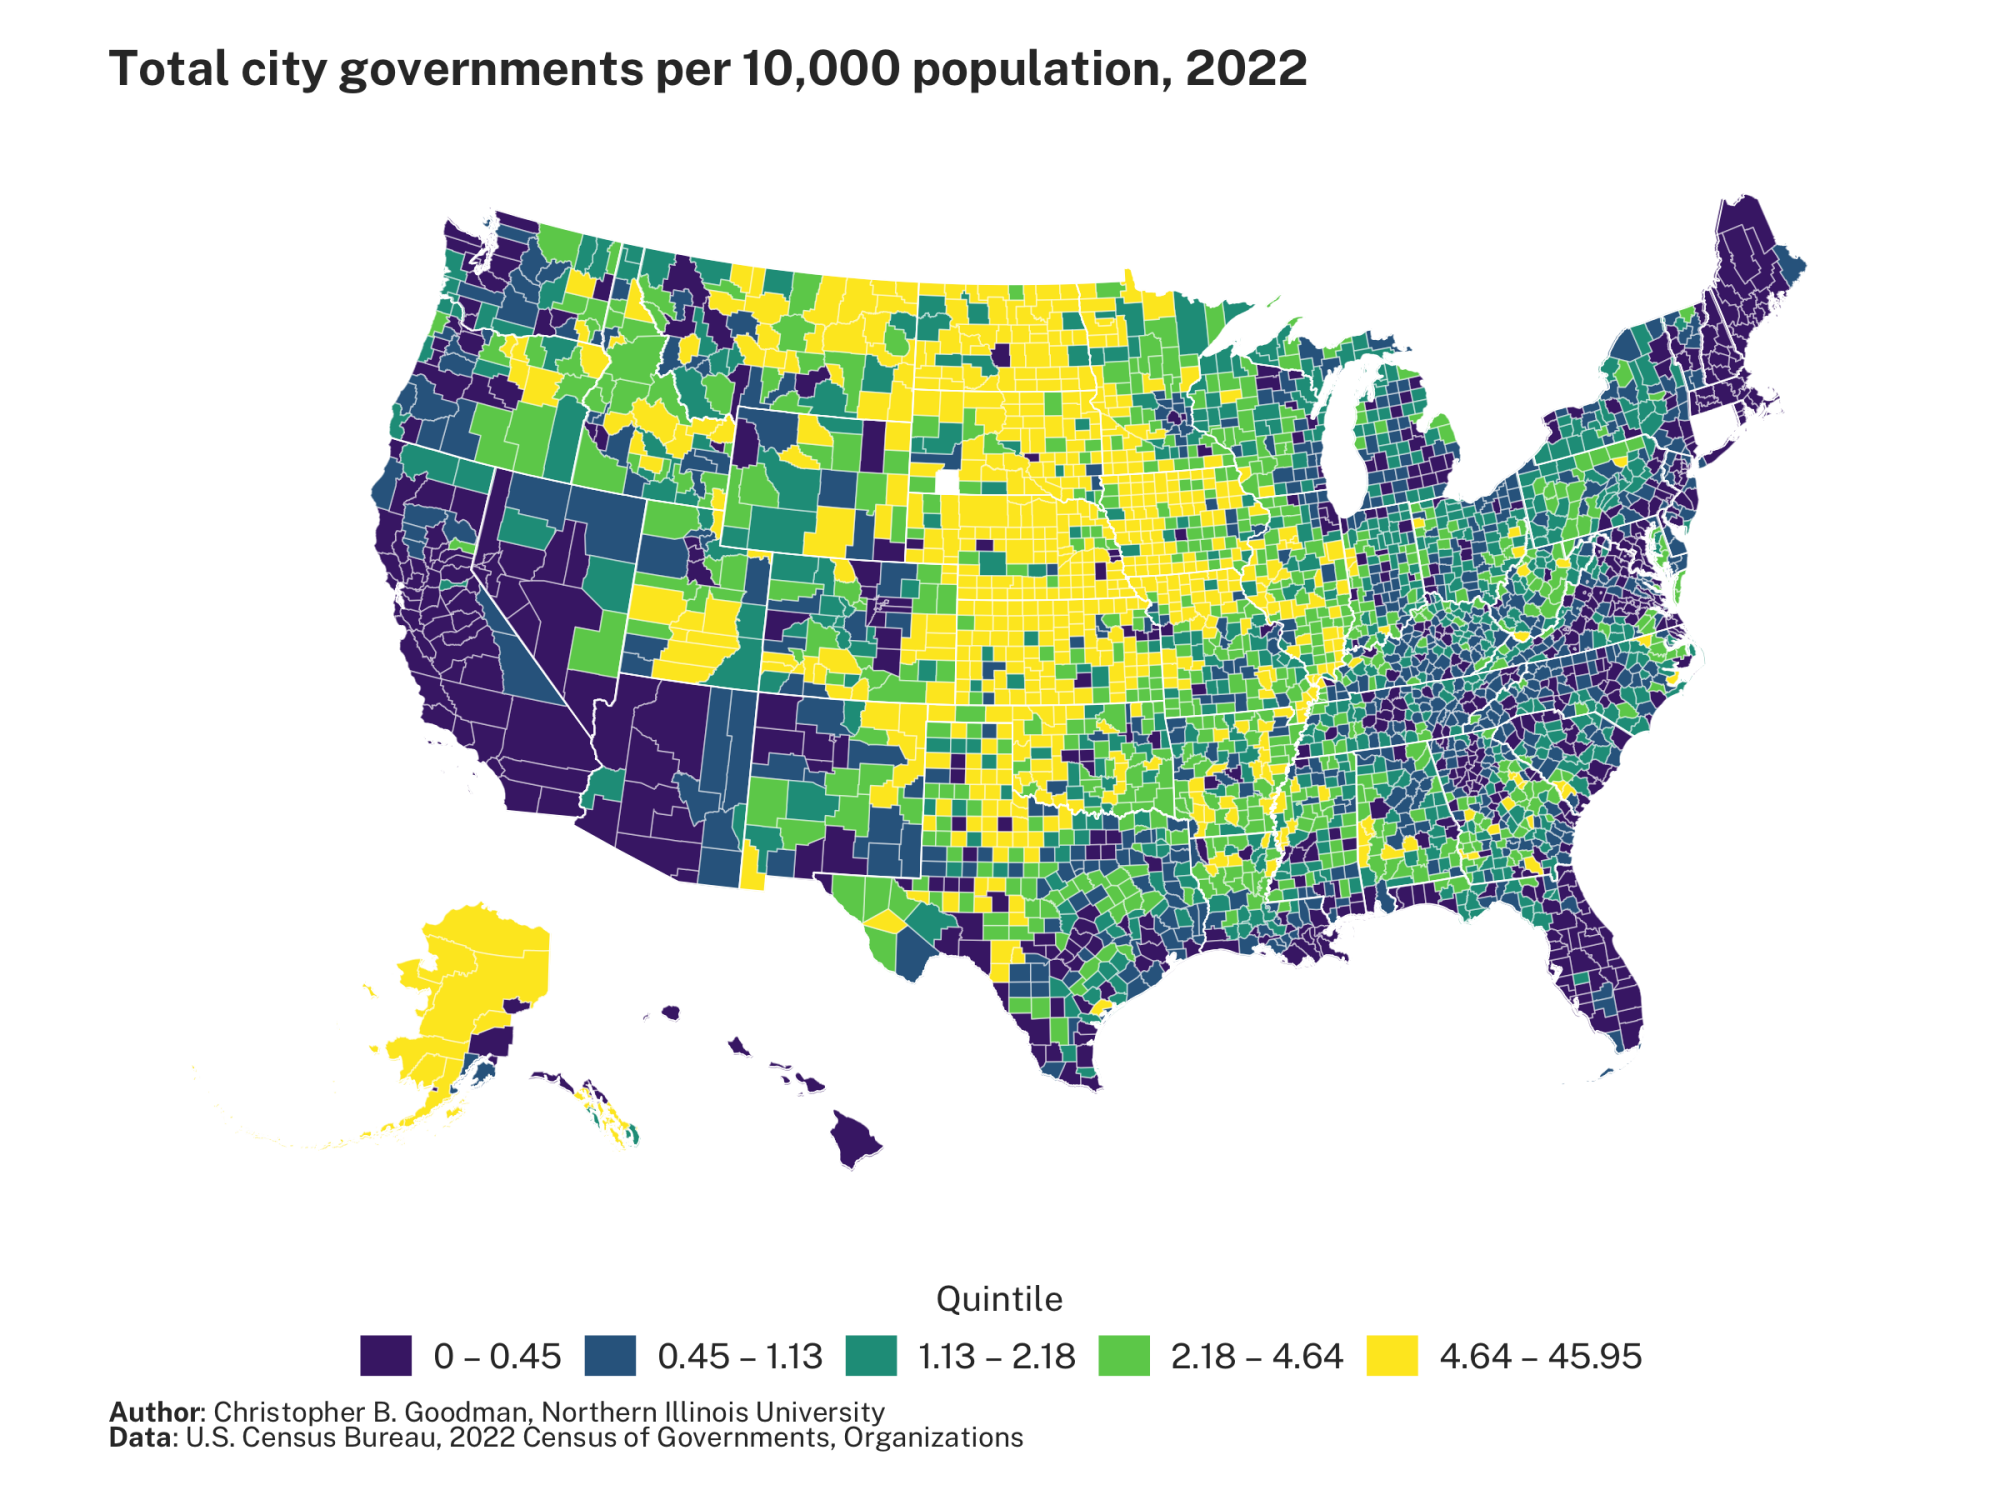 Total city governments per 10,000 population, 2022
Quintile
0 – 0.45 0.45 – 1.13 1.13 – 2.18 2.18 – 4.64 4.64 – 45.95
Author: Christopher B. Goodman, Northern Illinois University
Data: U.S. Census Bureau, 2022 Census of Governments, Organizations